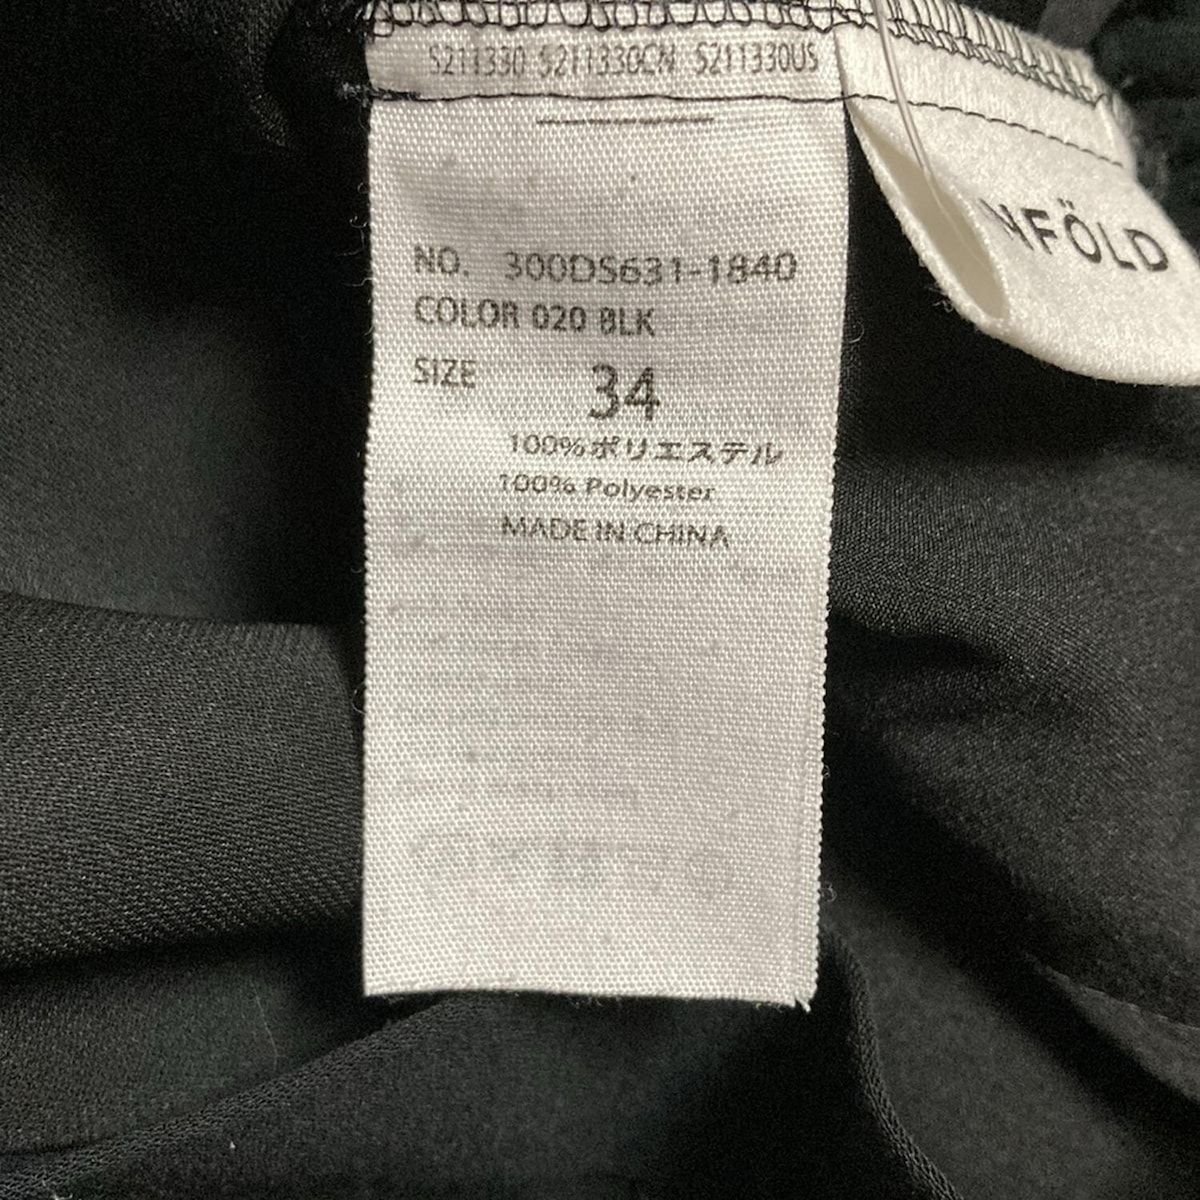 S211330 S211330CN S211330US
NFÖLD
NO. 300DS631-1840
COLOR 020 BLK
SIZE 34
100%ポリエステル
100% Polyester
MADE IN CHINA